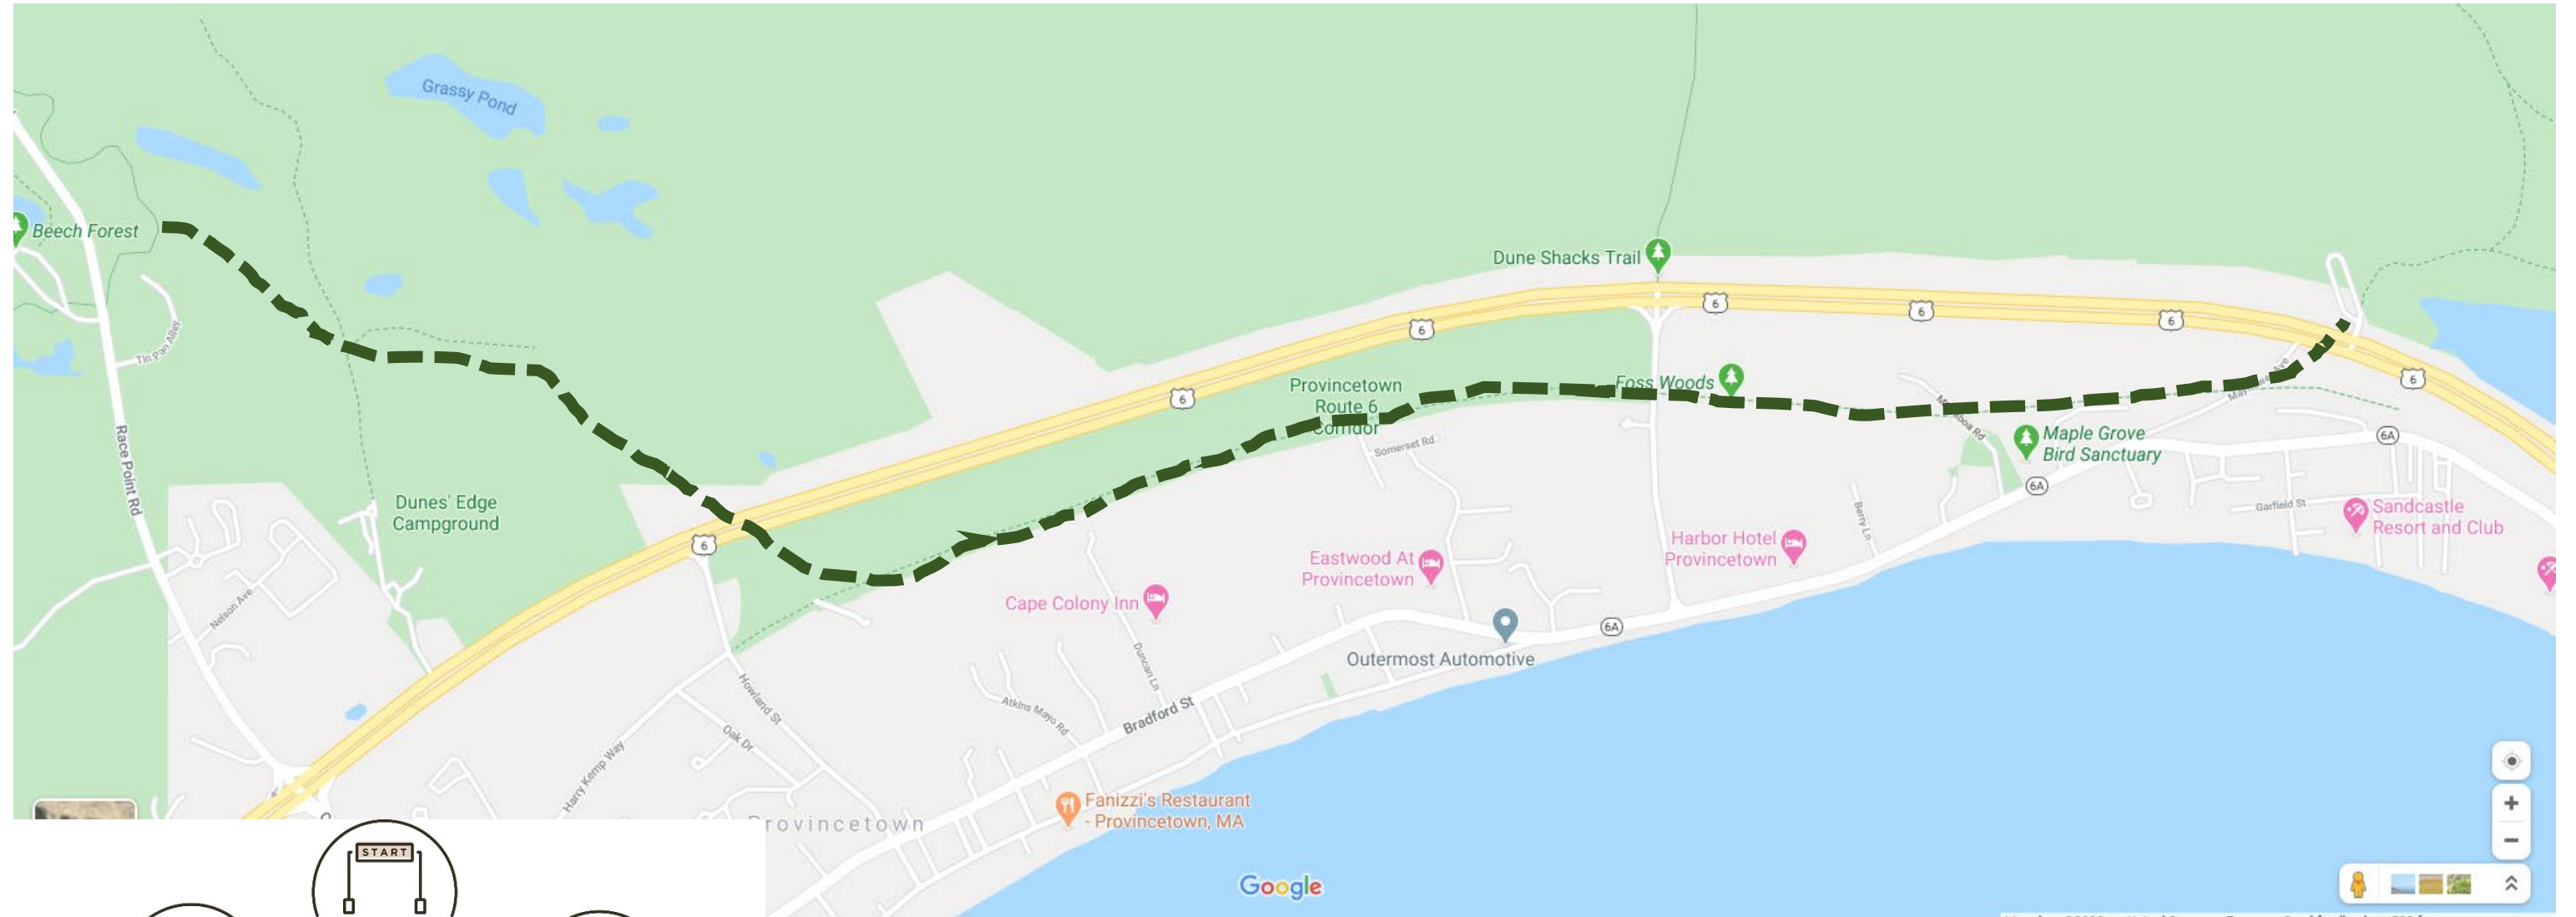 Grassy Pond
Beech Forest
Dune Shacks Trail
6
6
6
6
6
Tin Pan Alley
Foss Woods
Provincetown
Route 6
Corridor
6
Race Point Rd
Somerset Rd
Maple Grove
Bird Sanctuary
6A
6A
Dunes' Edge
Campground
Berry Ln
Garfield St
Sandcastle
Resort and Club
6
Harbor Hotel
Provincetown
Eastwood At
Provincetown
Nelson Ave
Cape Colony Inn
6A
Outermost Automotive
Duncan Ln
Howland St
Atkins Mayo Rd
Bradford St
Oak Dr
Harry Kemp Way
Fanizzi's Restaurant
- Provincetown, MA
Provincetown
START
Google